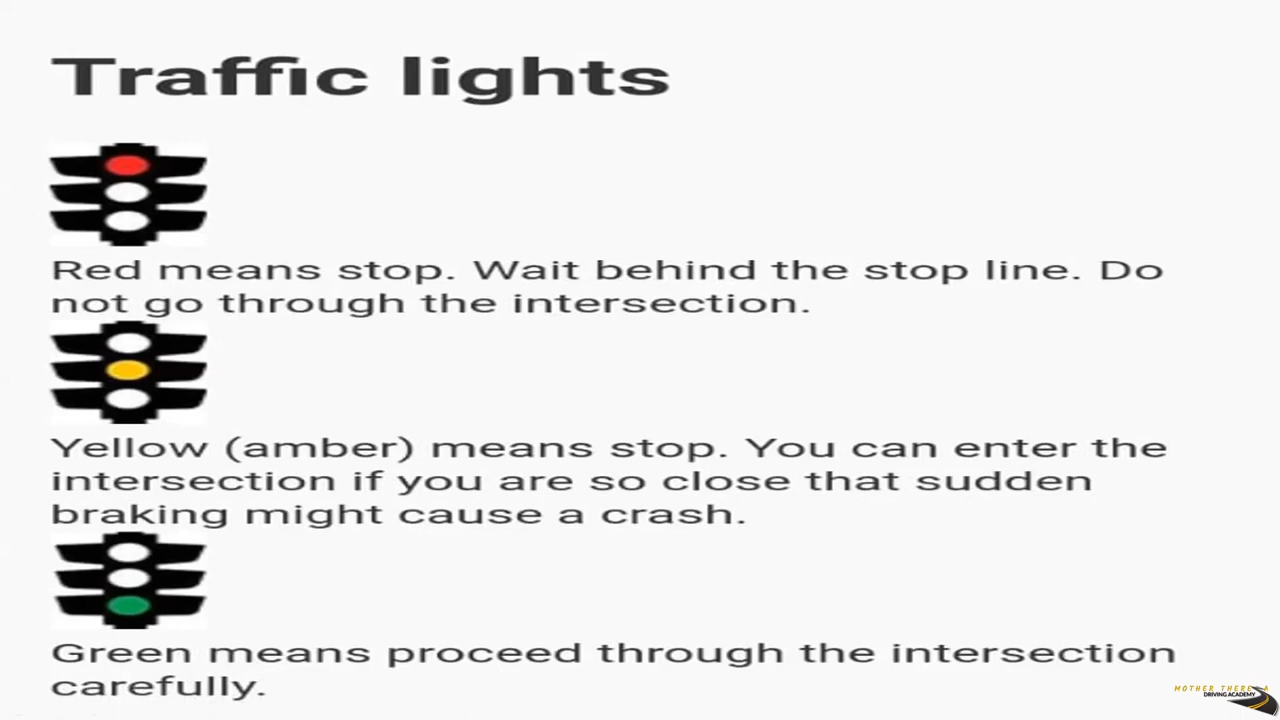 Traffic lights
Red means stop. Wait behind the stop line. Do
not go through the intersection.
Yellow (amber) means stop. You can enter the
intersection if you are so close that sudden
braking might cause a crash.
Green means proceed through the intersection
carefully.
MOTHER THERE A
DRIVING ACADEMY